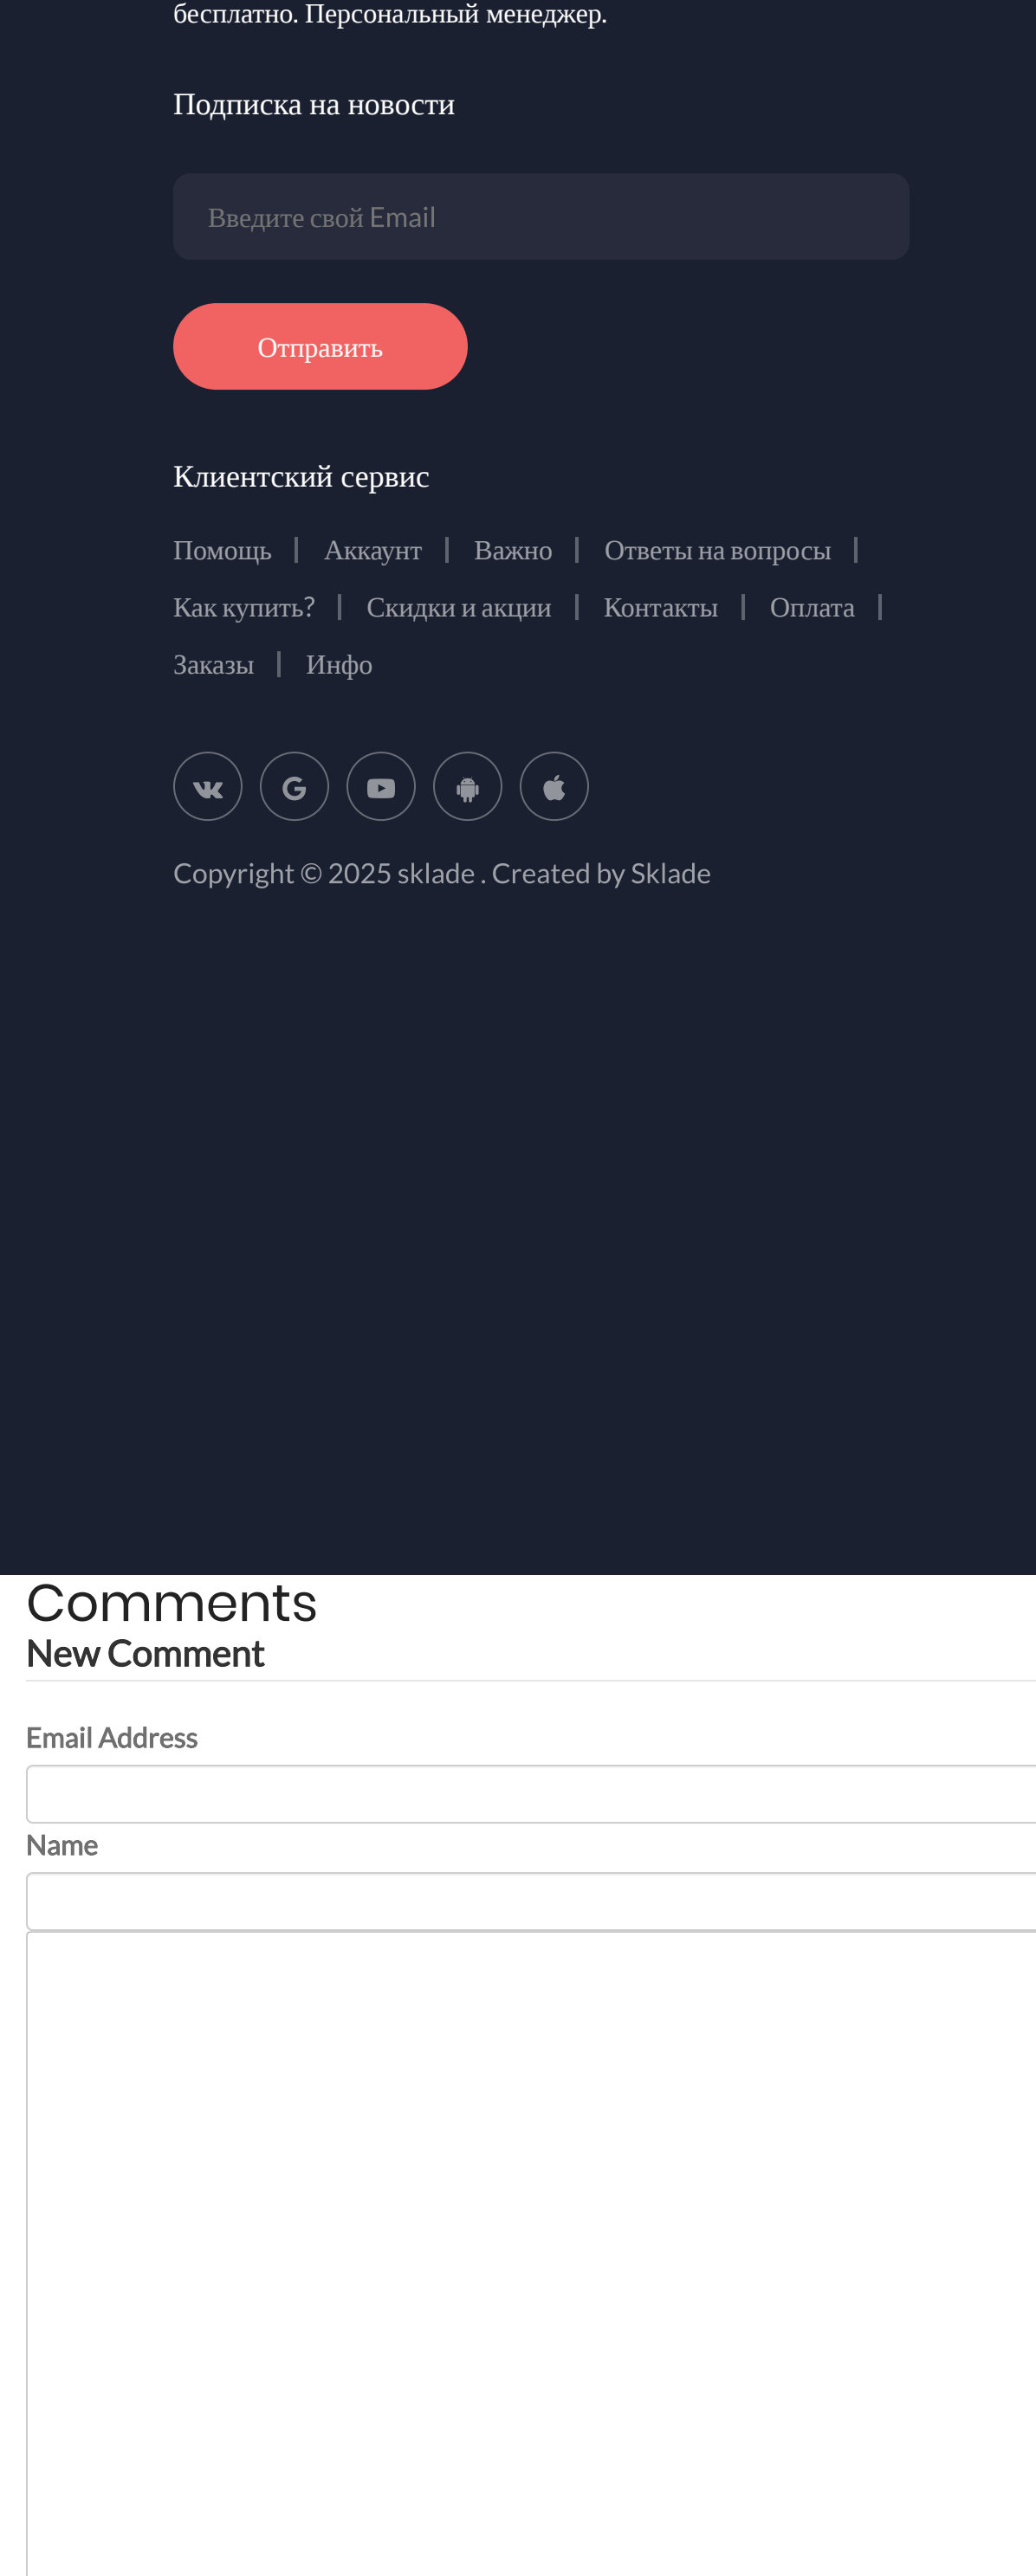 бесплатно. Персональный менеджер.
Подписка на новости
Введите свой Email
Отправить
Клиентский сервис
Помощь | Аккаунт | Важно | Ответы на вопросы |
Как купить? | Скидки и акции | Контакты | Оплата |
Заказы | Инфо
Copyright © 2025 sklade . Created by Sklade
Comments
New Comment
Email Address
Name